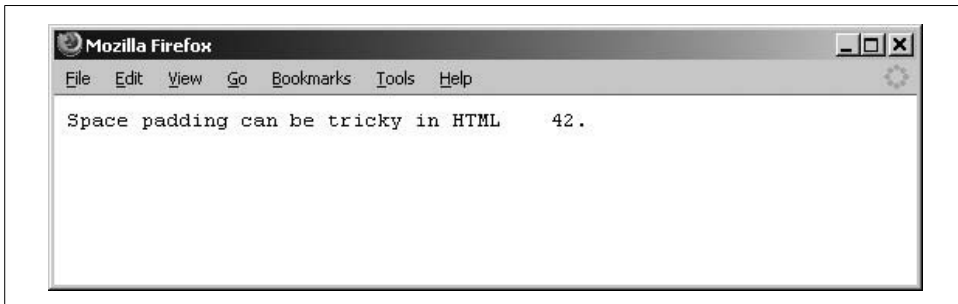 Mozilla Firefox
File Edit View Go Bookmarks Tools Help
Space padding can be tricky in HTML    42.